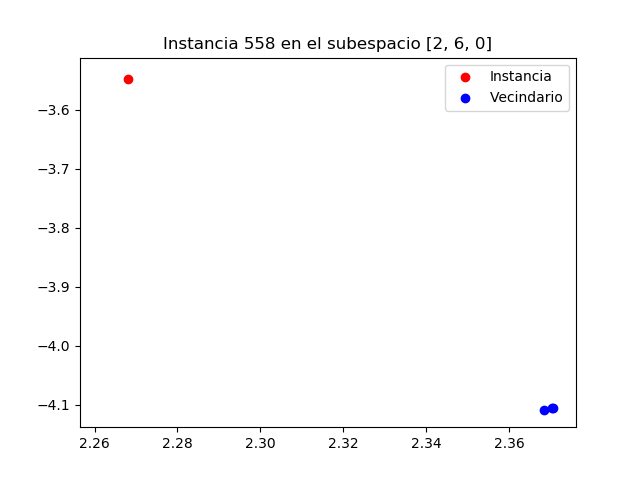 Instancia 558 en el subespacio [2, 6, 0]
Instancia
Vecindario
−3.6
−3.7
−3.8
−3.9
−4.0
−4.1
2.26 2.28 2.30 2.32 2.34 2.36